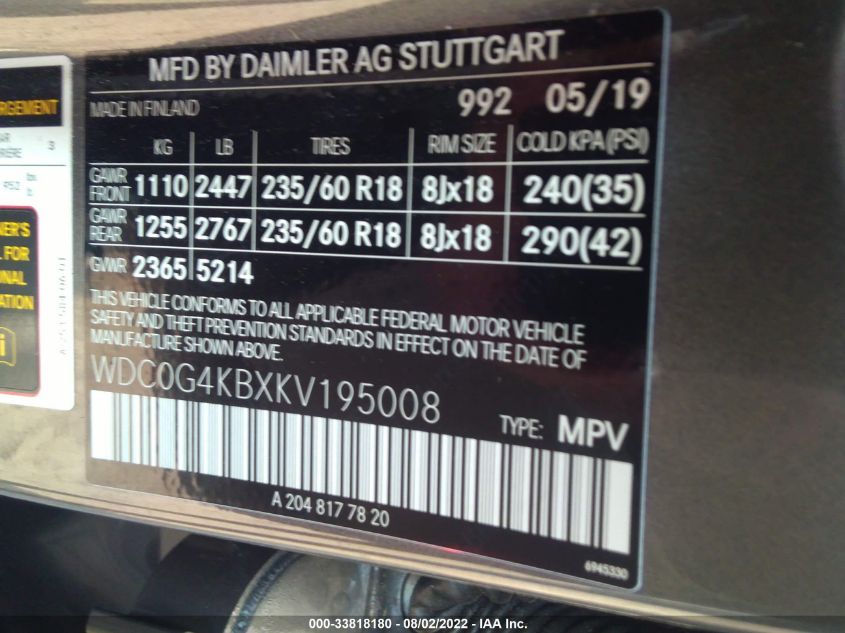 MFD BY DAIMLER AG STUTTGART
MADE IN FINLAND 992 05/19
KG LB TIRES RIM SIZE COLD KPA(PSI)
GAWR FRONT 1110 2447 235/60 R18 8Jx18 240(35)
GAWR REAR 1255 2767 235/60 R18 8Jx18 290(42)
GVWR 2365 5214
THIS VEHICLE CONFORMS TO ALL APPLICABLE FEDERAL MOTOR VEHICLE
SAFETY AND THEFT PREVENTION STANDARDS IN EFFECT ON THE DATE OF
MANUFACTURE SHOWN ABOVE.
WDC0G4KBXKV195008
TYPE: MPV
A 204 817 78 20
6945330
3
FOR
i
000-33818180 - 08/02/2022 - IAAI.com.